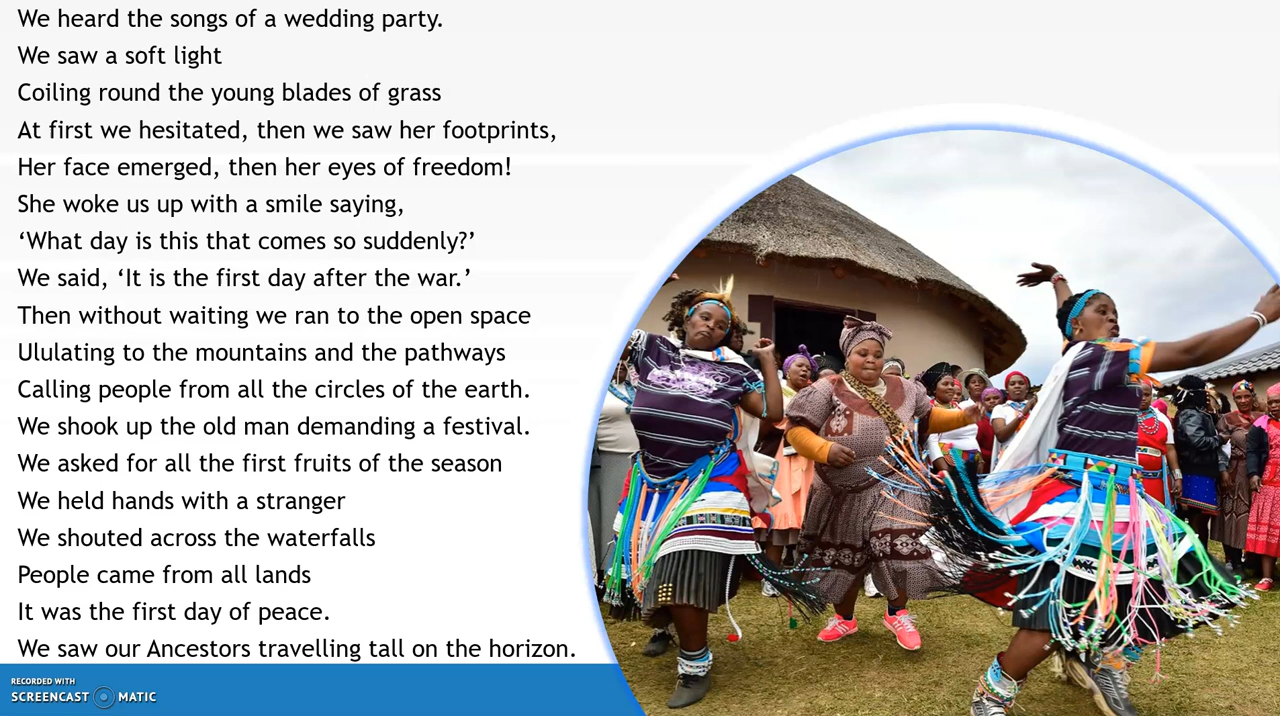 We heard the songs of a wedding party.
We saw a soft light
Coiling round the young blades of grass
At first we hesitated, then we saw her footprints,
Her face emerged, then her eyes of freedom!
She woke us up with a smile saying,
‘What day is this that comes so suddenly?’
We said, ‘It is the first day after the war.’
Then without waiting we ran to the open space
Ululating to the mountains and the pathways
Calling people from all the circles of the earth.
We shook up the old man demanding a festival.
We asked for all the first fruits of the season
We held hands with a stranger
We shouted across the waterfalls
People came from all lands
It was the first day of peace.
We saw our Ancestors travelling tall on the horizon.
RECORDED WITH
SCREENCAST MATIC